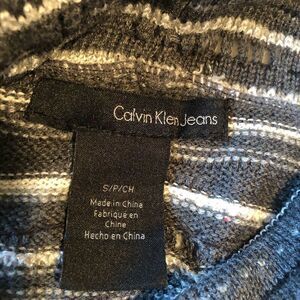 Calvin Klein Jeans
S/P/CH
Made in China
Fabriqué en
Chine
Hecho en China